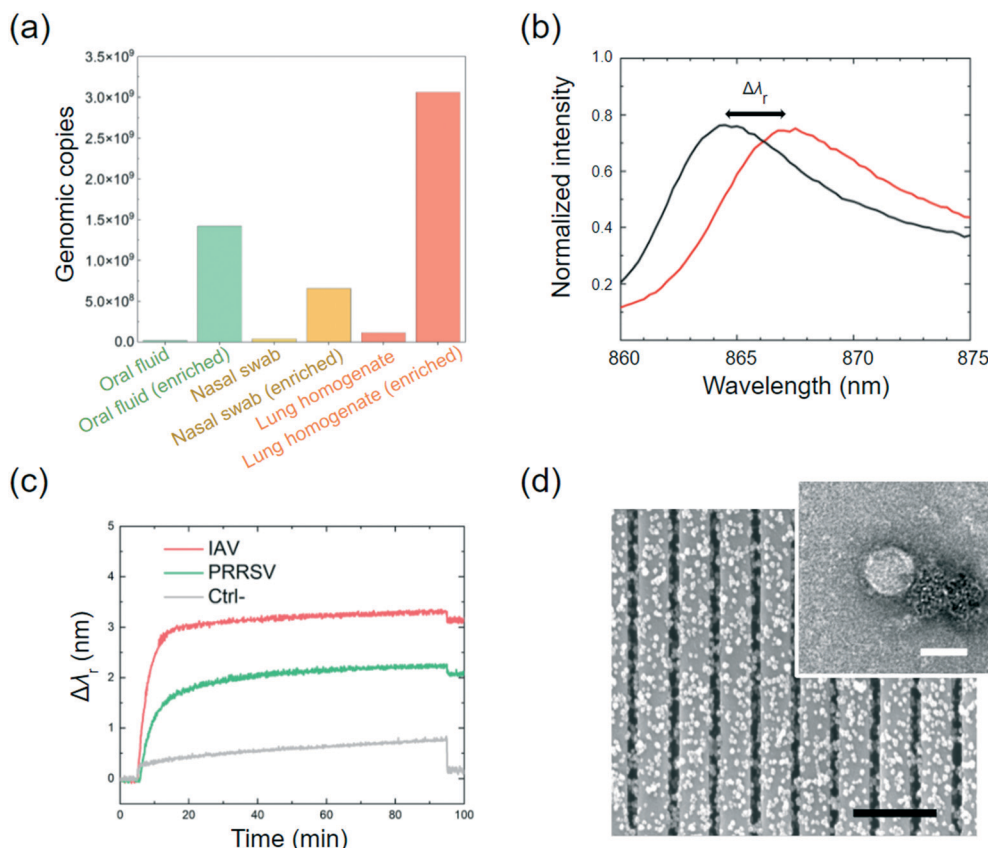 (a)
3.5×10⁹
3.0×10⁹
2.5×10⁹
2.0×10⁹
1.5×10⁹
1.0×10⁹
5.0×10⁸
0.0
Genomic copies
Oral fluid
Oral fluid (enriched)
Nasal swab
Nasal swab (enriched)
Lung homogenate
Lung homogenate (enriched)
(b)
1.0
0.8
0.6
0.4
0.2
Normalized intensity
Δλr
860 865 870 875
Wavelength (nm)
(c)
5
4
3
2
1
0
Δλr (nm)
IAV
PRRSV
Ctrl-
0 20 40 60 80 100
Time (min)
(d)